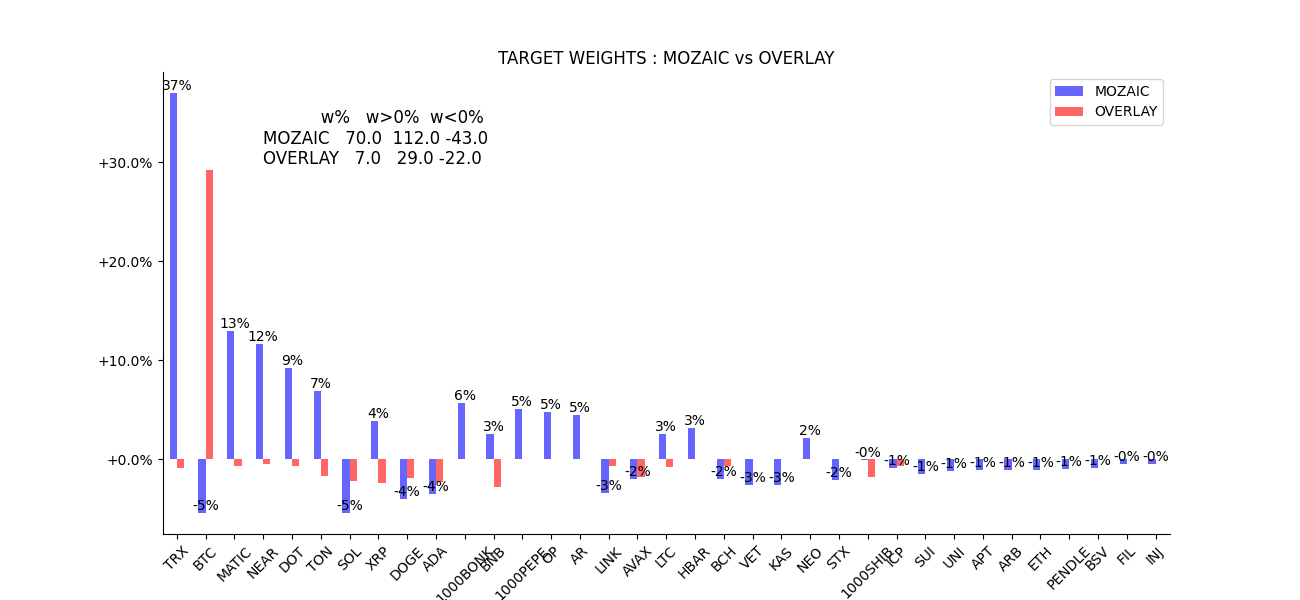 TARGET WEIGHTS : MOZAIC vs OVERLAY
MOZAIC
OVERLAY
w% w>0% w<0%
MOZAIC 70.0 112.0 -43.0
OVERLAY 7.0 29.0 -22.0
+30.0%
+20.0%
+10.0%
+0.0%
37%
-5%
13%
12%
9%
7%
-5%
4%
-4%
-4%
6%
3%
5%
5%
5%
-3%
-2%
3%
3%
-2%
-3%
-3%
2%
-2%
-0%
-1%
-1%
-1%
-1%
-1%
-1%
-1%
-1%
-0%
-0%
TRX
BTC
MATIC
NEAR
DOT
TON
SOL
XRP
DOGE
ADA
1000BONK
BNB
1000PEPE
OP
AR
LINK
AVAX
LTC
HBAR
BCH
VET
KAS
NEO
STX
1000SHIB
ICP
SUI
UNI
APT
ARB
ETH
PENDLE
BSV
FIL
INJ